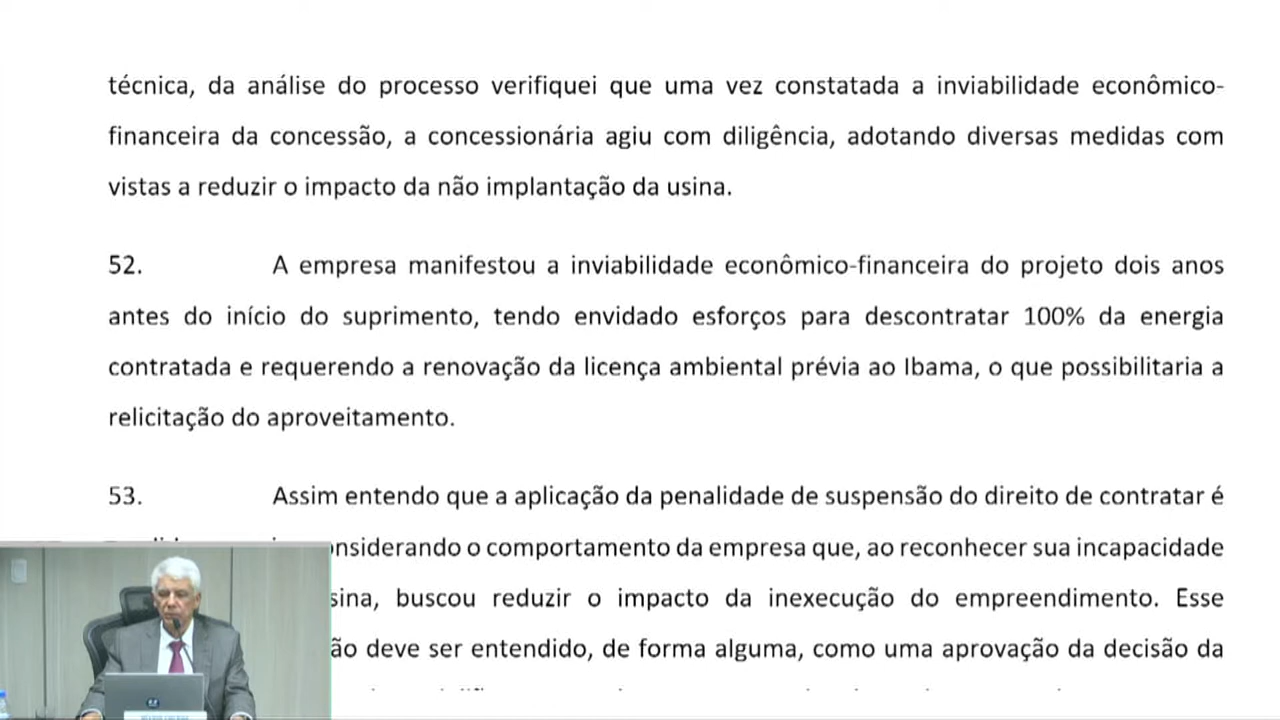 técnica, da análise do processo verifiquei que uma vez constatada a inviabilidade econômico-
financeira da concessão, a concessionária agiu com diligência, adotando diversas medidas com
vistas a reduzir o impacto da não implantação da usina.
52. A empresa manifestou a inviabilidade econômico-financeira do projeto dois anos
antes do início do suprimento, tendo envidado esforços para descontratar 100% da energia
contratada e requerendo a renovação da licença ambiental prévia ao Ibama, o que possibilitaria a
relicitação do aproveitamento.
53. Assim entendo que a aplicação da penalidade de suspensão do direito de contratar é
nsiderando o comportamento da empresa que, ao reconhecer sua incapacidade
sina, buscou reduzir o impacto da inexecução do empreendimento. Esse
ão deve ser entendido, de forma alguma, como uma aprovação da decisão da